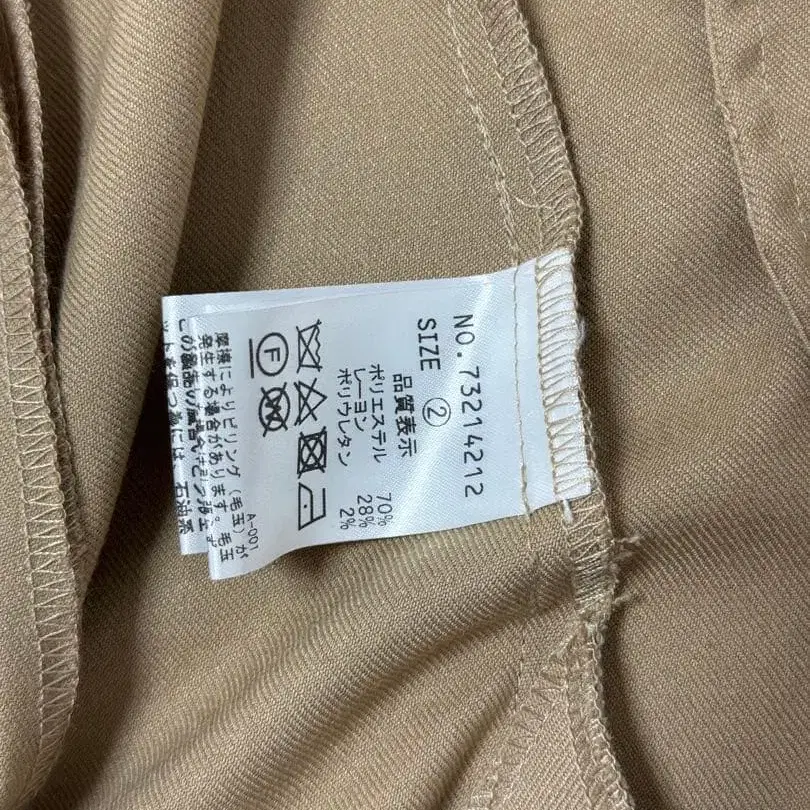 NO. 73214212
SIZE ②
品質表示
ポリエステル 70%
レーヨン 28%
ポリウレタン 2%
F
W
A-001
摩擦によりピリング(毛玉)が
発生する場合があります。毛玉